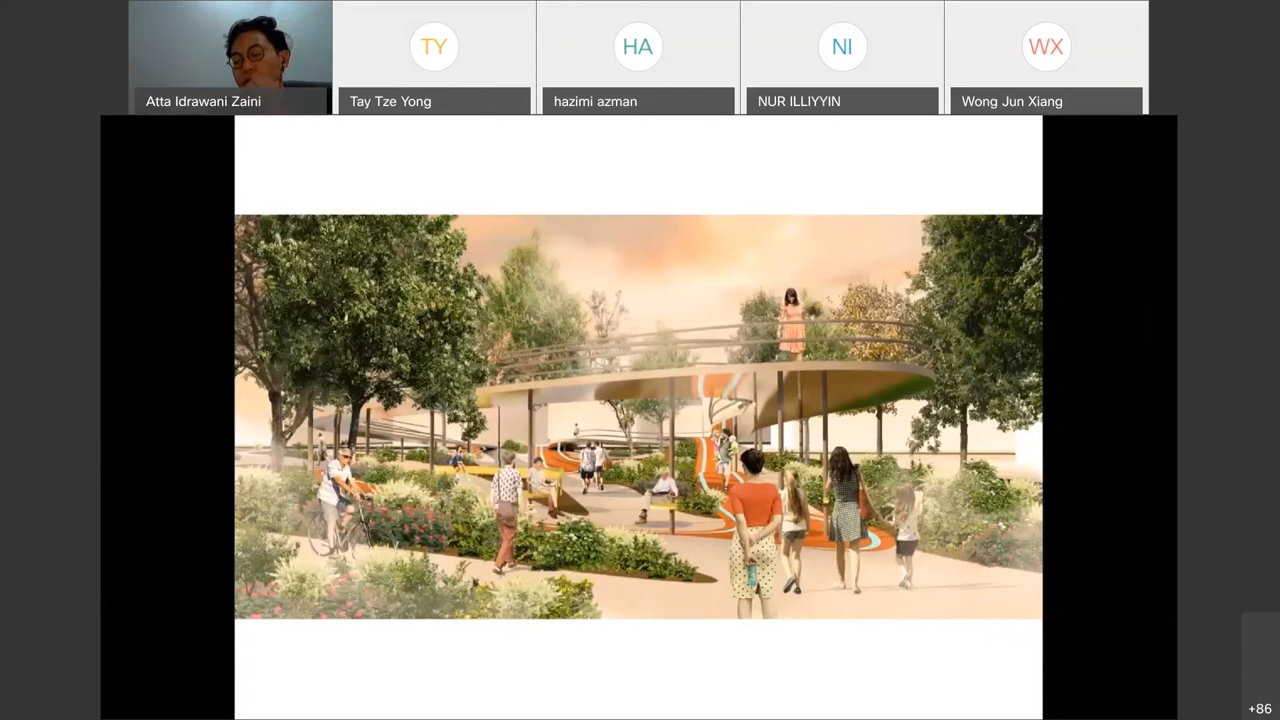 TY
HA
NI
WX
Atta Idrawani Zaini
Tay Tze Yong
hazimi azman
NUR ILLIYYIN
Wong Jun Xiang
+86